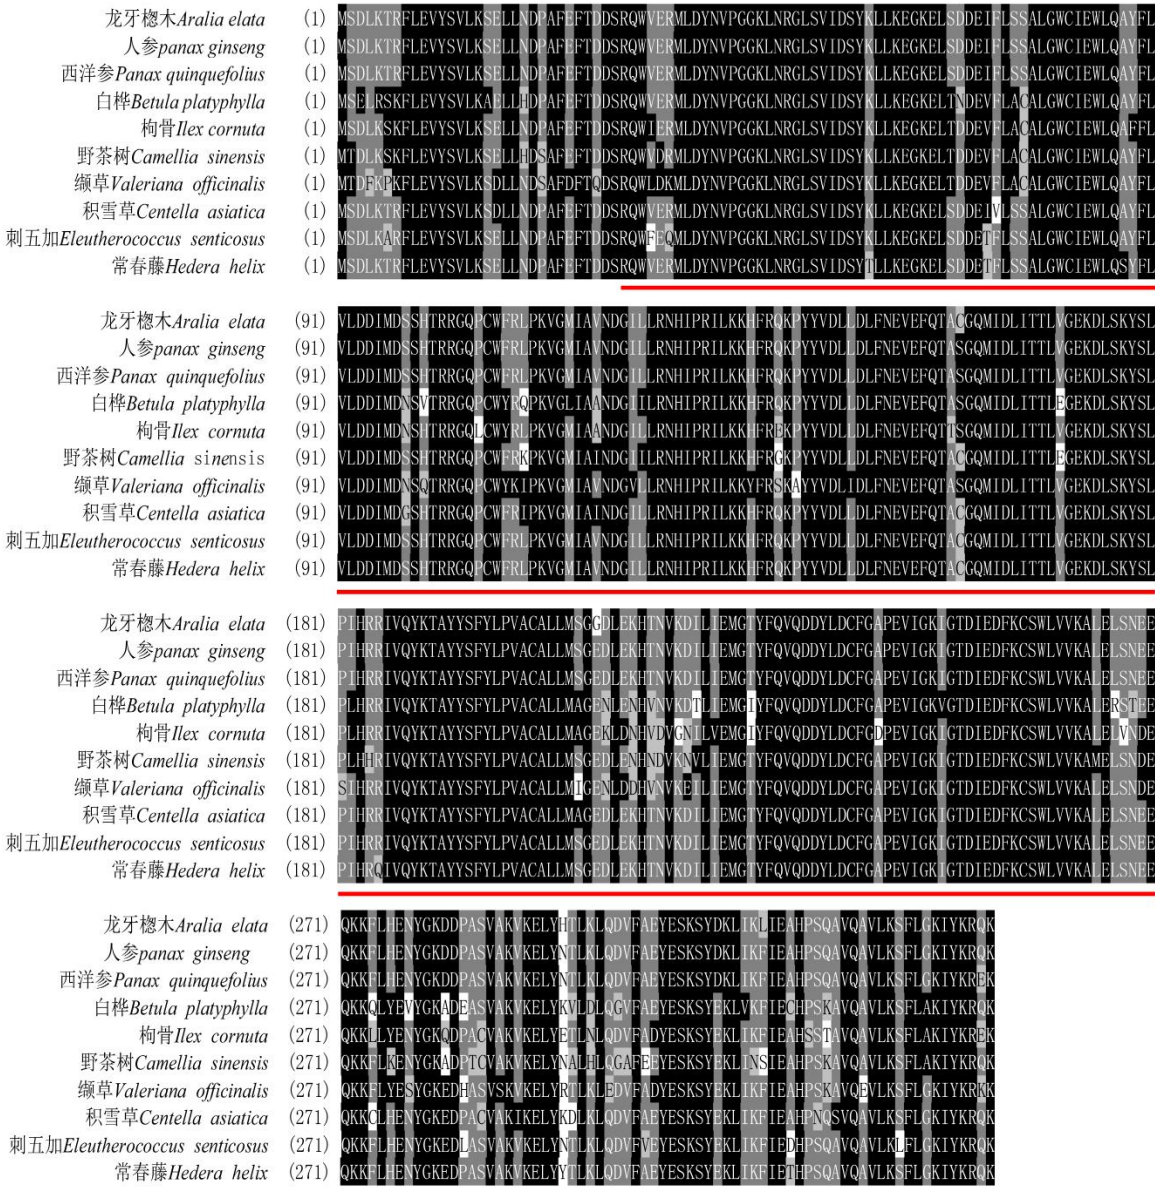 龙牙楤木Aralia elata (1) MSDLKTRFLEVYSVLKSELLNDPAFEFTDDSRQWVERMLDYNVPGGKLNRGLSVIDSYKLLKEGKELSDDEIFLSSALGWCIEWLQAYFL
人参panax ginseng (1) MSDLKTRFLEVYSVLKSELLNDPAFEFTDDSRQWVERMLDYNVPGGKLNRGLSVIDSYKLLKEGKELSDDEIFLSSALGWCIEWLQAYFL
西洋参Panax quinquefolius (1) MSDLKTRFLEVYSVLKSELLNDPAFEFTDDSRQWVERMLDYNVPGGKLNRGLSVIDSYKLLKEGKELSDDEIFLSSALGWCIEWLQAYFL
白桦Betula platyphylla (1) MSELRSKFLEVYSVLKAELLHDPAFEFTDDSRQWVERMLDYNVPGGKLNRGLSVIDSYKLLKEGKELTNDEVFLACALGWCIEWLQAYFL
枸骨Ilex cornuta (1) MSDLKSKFLEVYSVLKSELLNDPAFEFTDDSRQWIERMLDYNVPGGKLNRGLSVIDSYKLLKEGKELTDDEVFLACALGWCIEWLQAFFL
野茶树Camellia sinensis (1) MTDLKSKFLEVYSVLKSELLHDSAFEFTDDSRQWVDRMLDYNVPGGKLNRGLSVIDSYKLLKEGKELTDDEVFLACALGWCIEWLQAYFL
缬草Valeriana officinalis (1) MTDFKPKFLEVYSVLKSDLLNDSAFDFTQDSRQWLDKMLDYNVPGGKLNRGLSVIDSYKLLKEGKELTDDEVFLACALGWCIEWLQAYFL
积雪草Centella asiatica (1) MSDLKTRFLEVYSVLKSDLLNDPAFEFTDDSRQWVERMLDYNVPGGKLNRGLSVIDSYKLLKEGKELSDDEIVLSSALGWCIEWLQAYFL
刺五加Eleutherococcus senticosus (1) MSDLKARFLEVYSVLKSELLNDPAFEFTDDSRQWFEQMLDYNVPGGKLNRGLSVIDSYKLLKEGKELSDDETFLSSALGWCIEWLQAYFL
常春藤Hedera helix (1) MSDLKTRFLEVYSVLKSELLNDPAFEFTDDSRQWVERMLDYNVPGGKLNRGLSVIDSYTLLKEGKELSDDETFLSSALGWCIEWLQSYFL
龙牙楤木Aralia elata (91) VLDDIMDSSHTRRGQPCWFRLPKVGMIAVNDGILLRNHIPRILKKHFRQKPYYVDLLDLFNEVEFQTACGQMIDLITTLVGEKDLSKYSL
人参panax ginseng (91) VLDDIMDSSHTRRGQPCWFRLPKVGMIAVNDGILLRNHIPRILKKHFRQKPYYVDLLDLFNEVEFQTASGQMIDLITTLVGEKDLSKYSL
西洋参Panax quinquefolius (91) VLDDIMDSSHTRRGQPCWFRLPKVGMIAVNDGILLRNHIPRILKKHFRQKPYYVDLLDLFNEVEFQTASGQMIDLITTLVGEKDLSKYSL
白桦Betula platyphylla (91) VLDDIMDNSVTRRGQPCWYRQPKVGLIAANDGIILRNHIPRILKKHFRQKPYYVDLLDLFNEVEFQTASGQMIDLITTLEGEKDLSKYSL
枸骨Ilex cornuta (91) VLDDIMDNSHTRRGQLCWYRLPKVGMIAANDGILLRNHIPRILKKHFREKPYYVDLLDLFNEVEFQTTSGQMIDLITTLVGEKDLSKYSL
野茶树Camellia sinensis (91) VLDDIMDSSHTRRGQPCWFRKPKVGMIAINDGIILRNHIPRILKKHFRGKPYYVDLLDLFNEVEFQTACGQMIDLITTLEGEKDLSKYSL
缬草Valeriana officinalis (91) VLDDIMDNSQTRRGQPCWYKIPKVGMIAVNDGVLLRNHIPRILKKYFRSKAYYVDLIDLFNEVEFQTASGQMIDLITTLVGEKDLSKYSL
积雪草Centella asiatica (91) VLDDIMDGSHTRRGQPCWFRIPKVGMIAINDGILLRNHIPRILKKHFRQKPYYVDLLDLFNEVEFQTACGQMIDLITTLVGEKDLSKYSL
刺五加Eleutherococcus senticosus (91) VLDDIMDSSHTRRGQPCWFRLPKVGMIAVNDGILLRNHIPRILKKHFRQKPYYVDLLDLFNEVEFQTACGQMIDLITTLVGEKDLSKYSL
常春藤Hedera helix (91) VLDDIMDSSHTRRGQPCWFRLPKVGMIAVNDGILLRNHIPRILKKHFRQKPYYVDLLDLFNEVEFQTACGQMIDLITTLVGEKDLSKYSL
龙牙楤木Aralia elata (181) PIHRRIVQYKTAYYSFYLPVACALLMSGGDLEKHTNVKDILIEMGTYFQVQDDYLDCFGAPEVIGKIGTDIEDFKCSWLVVKALELSNEE
人参panax ginseng (181) PIHRRIVQYKTAYYSFYLPVACALLMSGEDLEKHTNVKDILIEMGTYFQVQDDYLDCFGAPEVIGKIGTDIEDFKCSWLVVKALELSNEE
西洋参Panax quinquefolius (181) PIHRRIVQYKTAYYSFYLPVACALLMSGEDLEKHTNVKDILIEMGTYFQVQDDYLDCFGAPEVIGKIGTDIEDFKCSWLVVKALELSNEE
白桦Betula platyphylla (181) PLHRRIVQYKTAYYSFYLPVACALLMAGENLENHVNVKDTLIEMGIYFQVQDDYLDCFGAPEVIGKVGTDIEDFKCSWLVVKALERSTEE
枸骨Ilex cornuta (181) PLHRRIVQYKTAYYSFYLPVACALLMAGEKLDNHVDVGNILVEMGIYFQVQDDYLDCFGDPEVIGKIGTDIEDFKCSWLVVKALELVNDE
野茶树Camellia sinensis (181) PLHHRIVQYKTAYYSFYLPVACALLMSGEDLENHNDVKNVLIEMGTYFQVQDDYLDCFGAPEVIGKIGTDIEDFKCSWLVVKAMELSNDE
缬草Valeriana officinalis (181) SIHRRIVQYKTAYYSFYLPVACALLMIGENLDDHVNVKEILIEMGTYFQVQDDYLDCFGAPEVIGKIGTDIEDFKCSWLVVKALELSNDE
积雪草Centella asiatica (181) PIHRRIVQYKTAYYSFYLPVACALLMAGEDLEKHTNVKDILIEMGTYFQVQDDYLDCFGAPEVIGKIGTDIEDFKCSWLVVKALELSNEE
刺五加Eleutherococcus senticosus (181) PIHRRIVQYKTAYYSFYLPVACALLMSGEDLEKHTNVKDILIEMGTYFQVQDDYLDCFGAPEVIGKIGTDIEDFKCSWLVVKALELSNEE
常春藤Hedera helix (181) PIHRQIVQYKTAYYSFYLPVACALLMSGEDLEKHTNVKDILIEMGTYFQVQDDYLDCFGAPEVIGKIGTDIEDFKCSWLVVKALELSNEE
龙牙楤木Aralia elata (271) QKKFLHENYGKDDPASVAKVKELYHTLKLQDVFAEYESKSYDKLIKLIEAHPSQAVQAVLKSFLGKIYKRQK
人参panax ginseng (271) QKKFLHENYGKDDPASVAKVKELYNTLKLQDVFAEYESKSYDKLIKFIEAHPSQAVQAVLKSFLGKIYKRQK
西洋参Panax quinquefolius (271) QKKFLHENYGKDDPASVAKVKELYNTLKLQDVFAEYESKSYDKLIKFIEAHPSQAVQAVLKSFLGKIYKREK
白桦Betula platyphylla (271) QKKQLYEVYGKADEASVAKVKELYKVLDLQGVFAEYESKSYEKLVKFIECHPSKAVQAVLKSFLAKIYKRQK
枸骨Ilex cornuta (271) QKKLLYENYGKQDPACVAKVKELYETLNLQDVFADYESKSYEKLIKFIEAHSSTAVQAVLKSFLAKIYKREK
野茶树Camellia sinensis (271) QKKFLKENYGKADPTCVAKVKELYNALHLQGAFEEYESKSYEKLINSIEAHPSKAVQAVLKSFLAKIYKRQK
缬草Valeriana officinalis (271) QKKFLYESYGKEDHASVSKVKELYRTLKLEDVFADYESKSYEKLIKFIEAHPSKAVQEVLKSFLGKIYKRKK
积雪草Centella asiatica (271) QKKCLHENYGKEDPACVAKIKELYKDLKLQDVFAEYESKSYEKLIKFIEAHPNQSVQAVLKSFLGKIYKRQK
刺五加Eleutherococcus senticosus (271) QKKFLHENYGKEDLASVAKVKELYNTLKLQDVFVEYESKSYEKLIKFIEDHPSQAVQAVLKLFLGKIYKRQK
常春藤Hedera helix (271) QKKFLHENYGKEDPASVAKVKELYYTLKLQDVFAEYESKSYEKLIKFIETHPSQAVQAVLKSFLGKIYKRQK